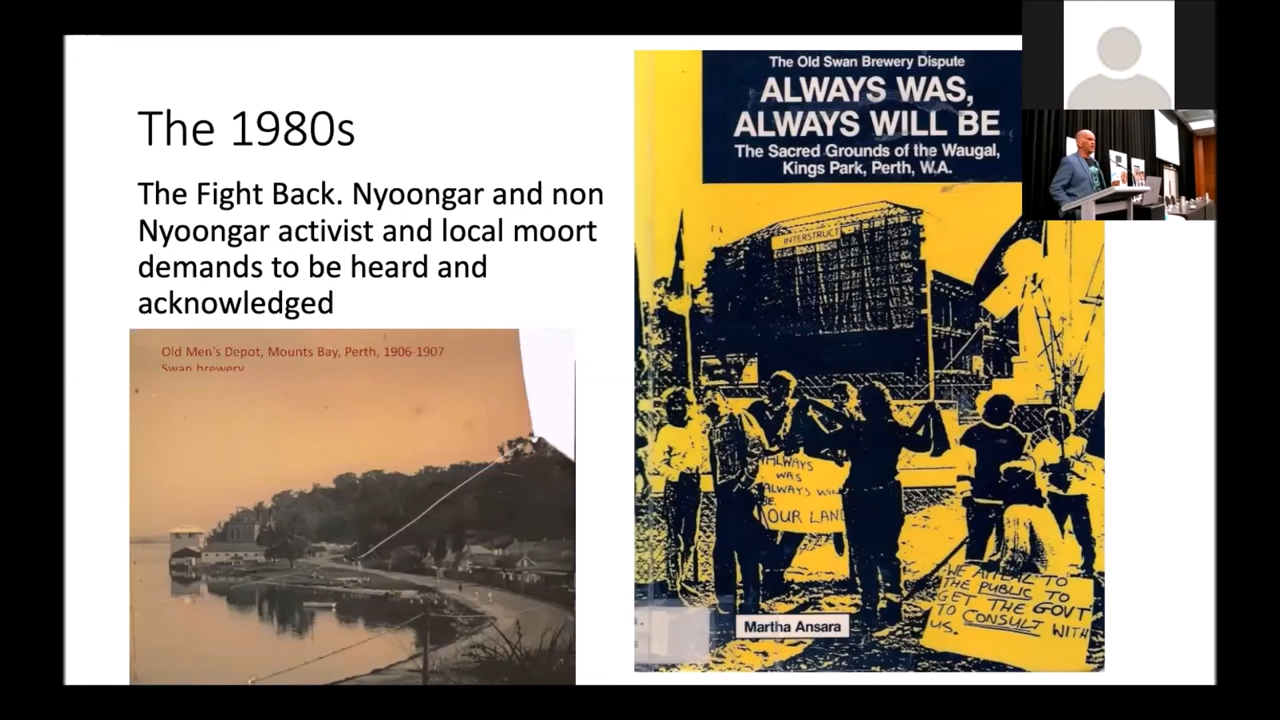 The 1980s
The Fight Back. Nyoongar and non
Nyoongar activist and local moort
demands to be heard and
acknowledged
Old Men's Depot, Mounts Bay, Perth, 1906-1907
Swan brewery
The Old Swan Brewery Dispute
ALWAYS WAS,
ALWAYS WILL BE
The Sacred Grounds of the Waugal,
Kings Park, Perth, W.A.
INTERSTRUCT
ALWAYS
WAS
ALWAYS WILL
BE.
OUR LAND
WE APPEAL TO
THE PUBLIC TO
GET THE GOVT
TO CONSULT WITH
US.
Martha Ansara